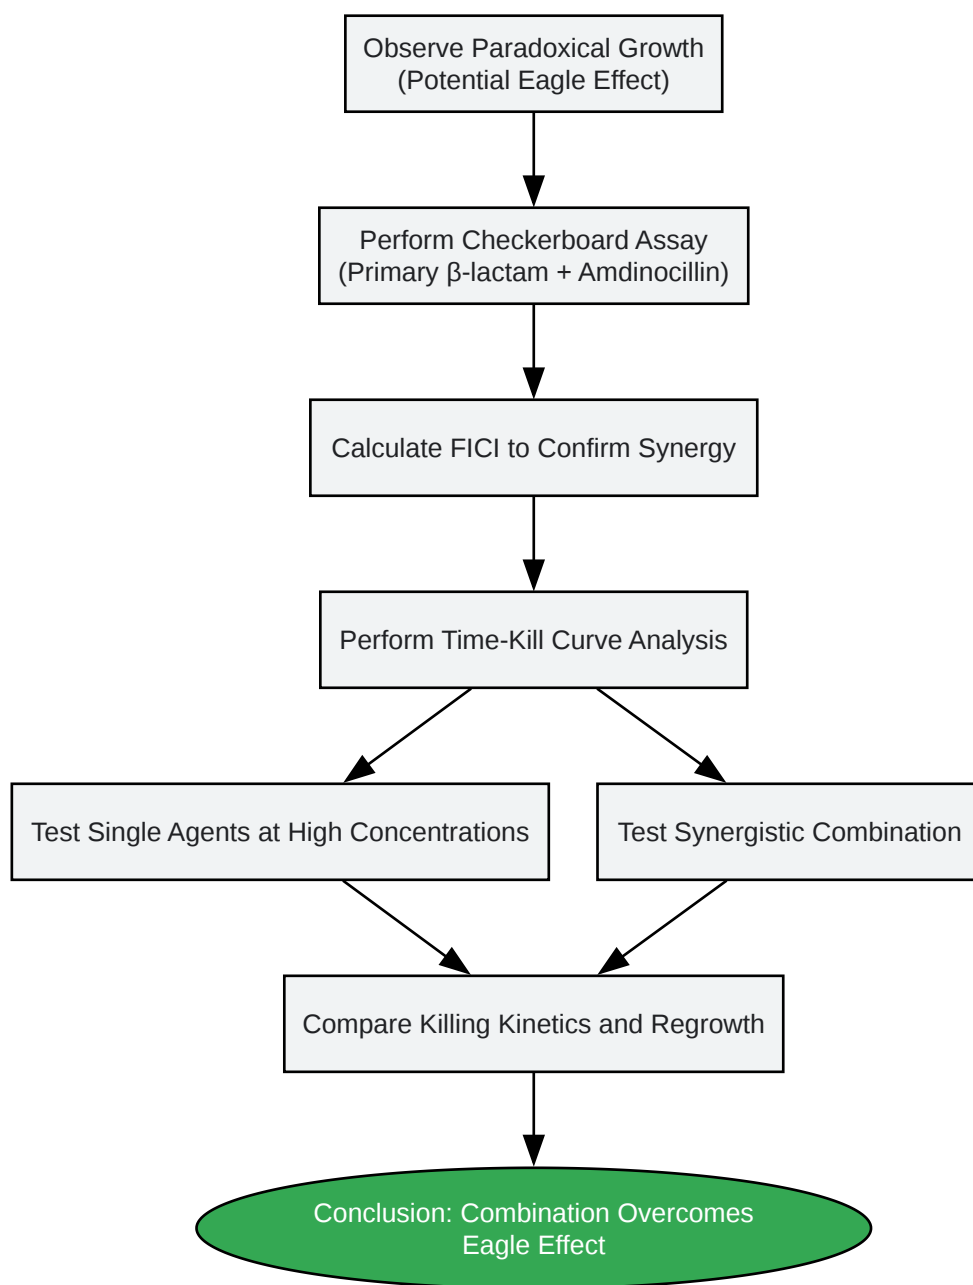 Observe Paradoxical Growth
(Potential Eagle Effect)
Perform Checkerboard Assay
(Primary β-lactam + Amdinocillin)
Calculate FICI to Confirm Synergy
Perform Time-Kill Curve Analysis
Test Single Agents at High Concentrations
Test Synergistic Combination
Compare Killing Kinetics and Regrowth
Conclusion: Combination Overcomes
Eagle Effect